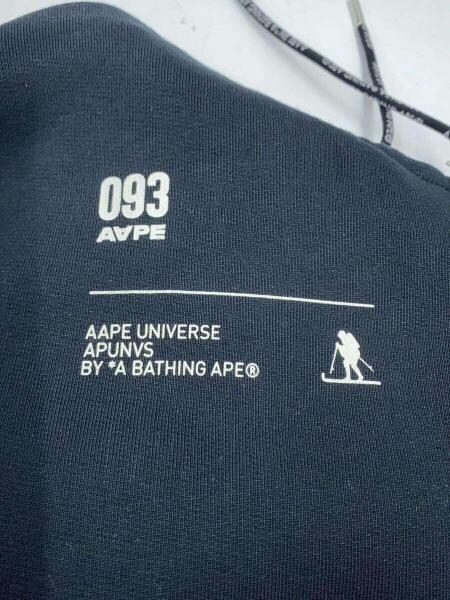 093
AAPE
AAPE UNIVERSE
APUNVS
BY *A BATHING APE®